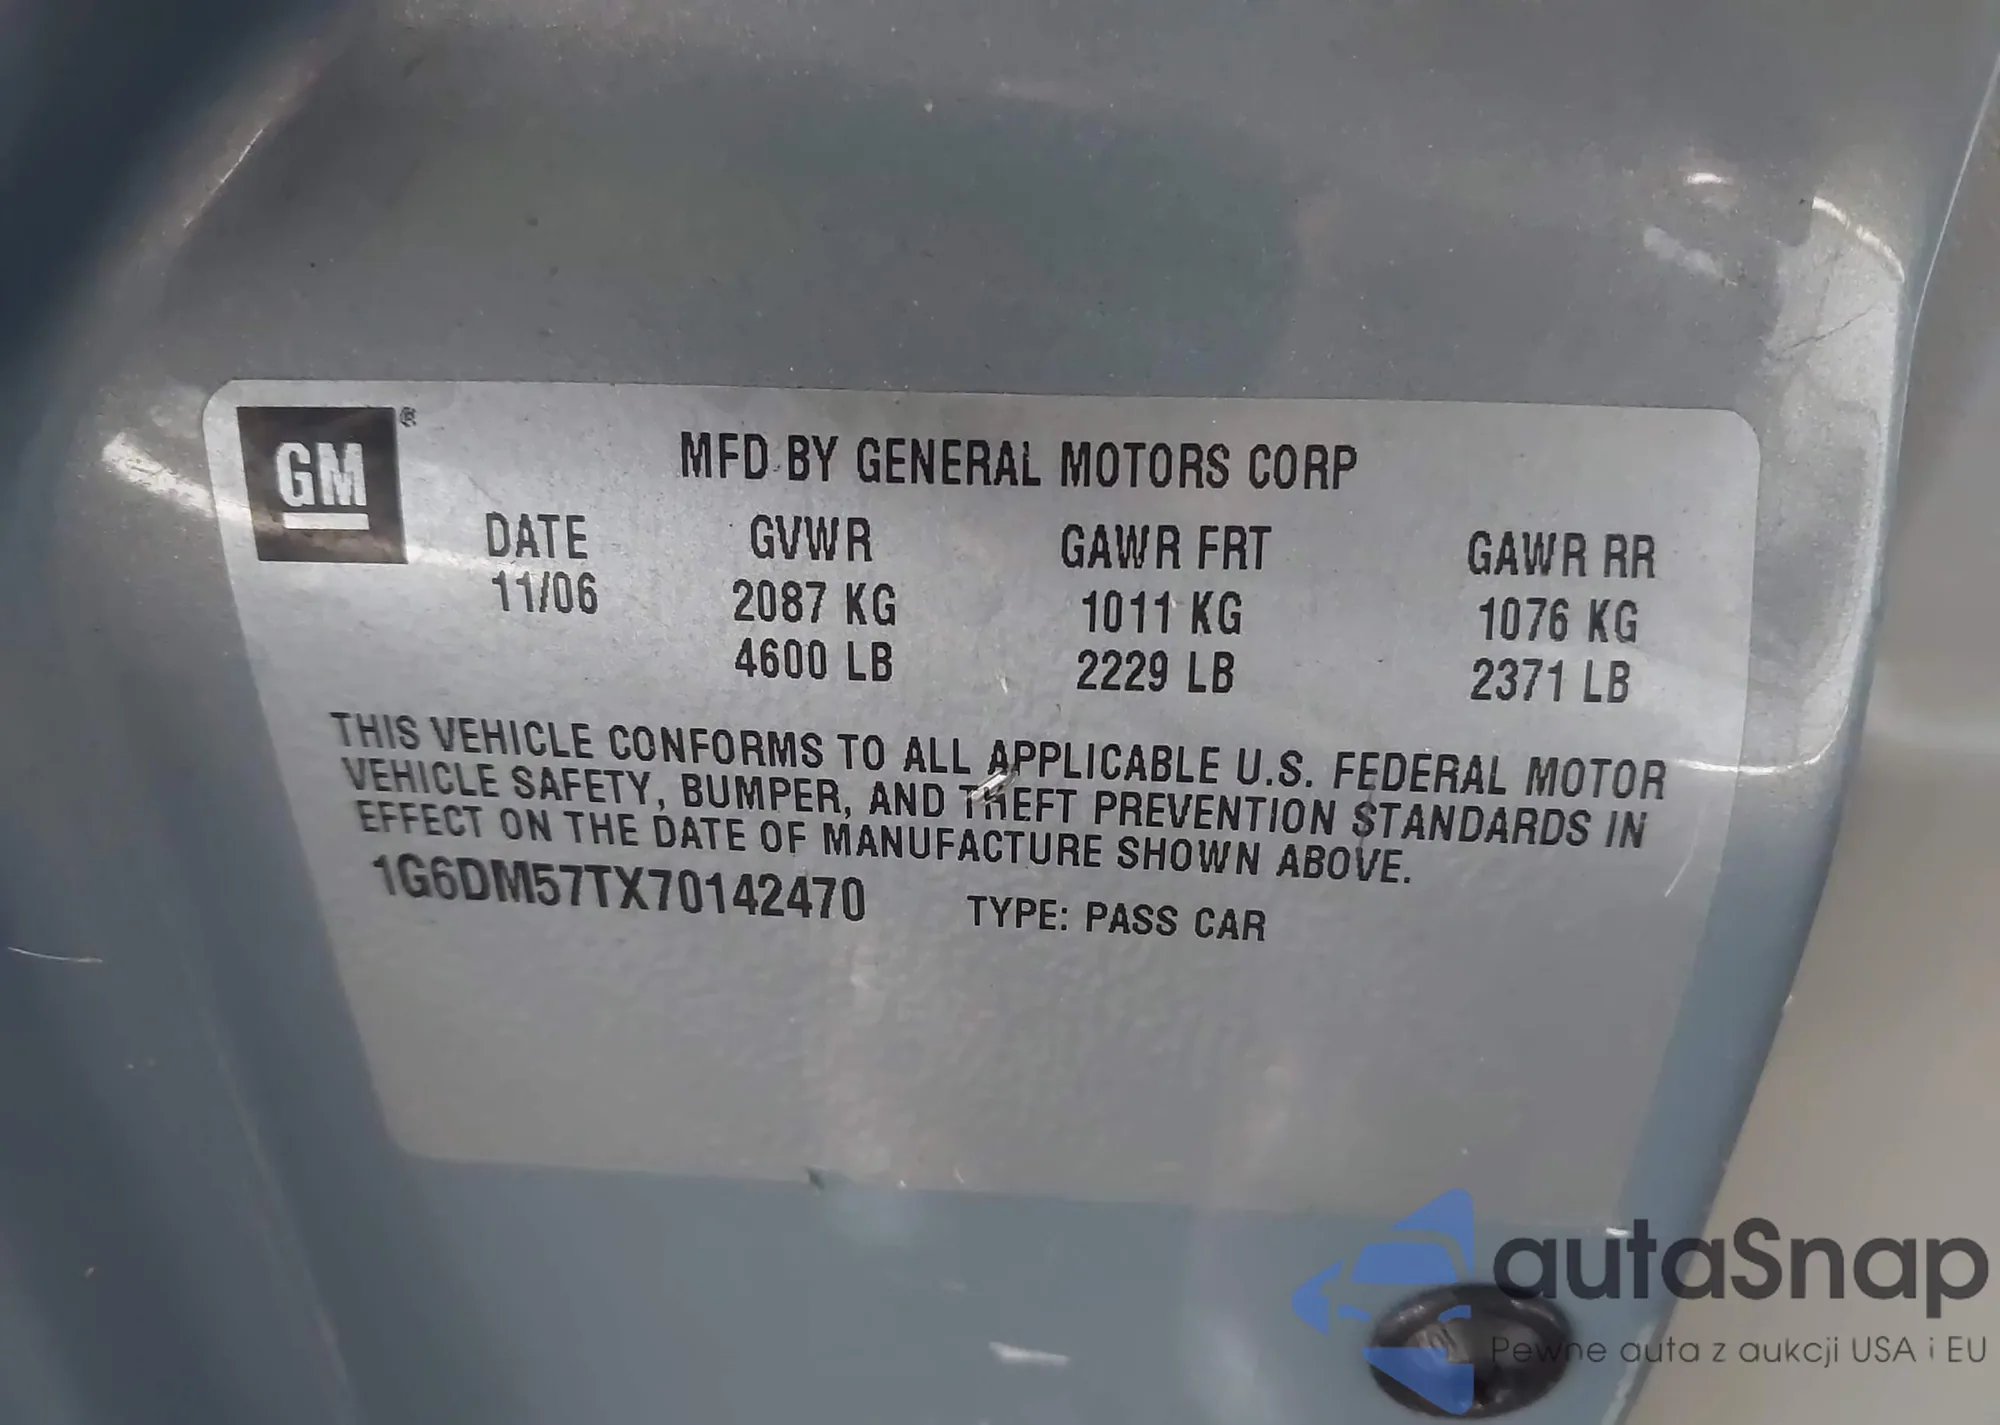 GM ®
MFD BY GENERAL MOTORS CORP
DATE GVWR GAWR FRT GAWR RR
11/06 2087 KG 1011 KG 1076 KG
4600 LB 2229 LB 2371 LB
THIS VEHICLE CONFORMS TO ALL APPLICABLE U.S. FEDERAL MOTOR
VEHICLE SAFETY, BUMPER, AND THEFT PREVENTION STANDARDS IN
EFFECT ON THE DATE OF MANUFACTURE SHOWN ABOVE.
1G6DM57TX70142470 TYPE: PASS CAR
autaSnap
Pewne auta z aukcji USA i EU